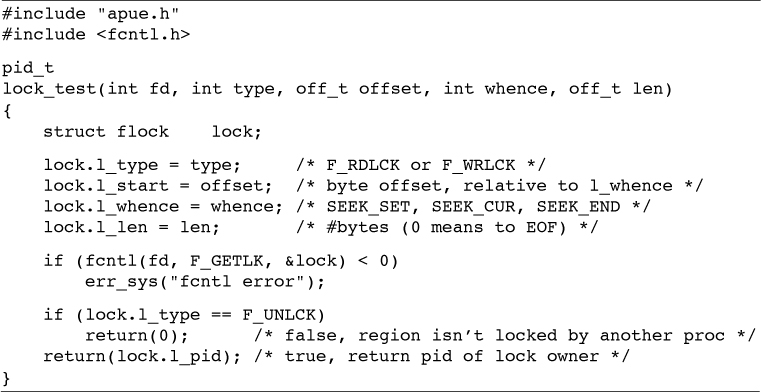 #include "apue.h"
#include <fcntl.h>
pid_t
lock_test(int fd, int type, off_t offset, int whence, off_t len)
{
    struct flock    lock;
    lock.l_type = type;     /* F_RDLCK or F_WRLCK */
    lock.l_start = offset;  /* byte offset, relative to l_whence */
    lock.l_whence = whence; /* SEEK_SET, SEEK_CUR, SEEK_END */
    lock.l_len = len;       /* #bytes (0 means to EOF) */
    if (fcntl(fd, F_GETLK, &lock) < 0)
        err_sys("fcntl error");
    if (lock.l_type == F_UNLCK)
        return(0);      /* false, region isn’t locked by another proc */
    return(lock.l_pid); /* true, return pid of lock owner */
}